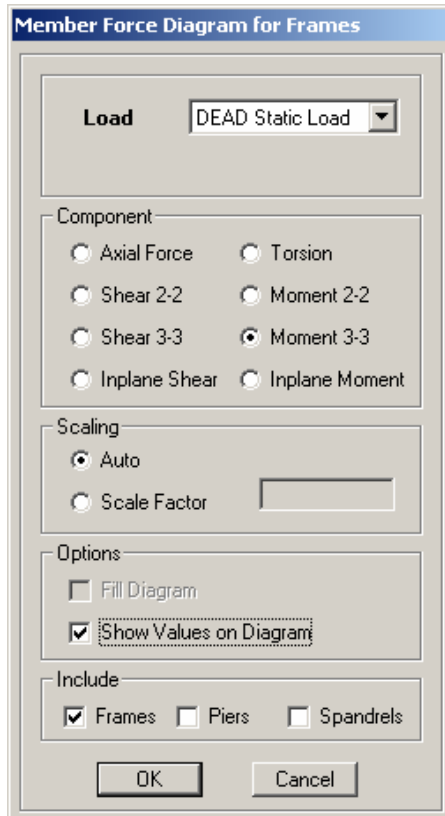 Member Force Diagram for Frames
Load DEAD Static Load
Component
Axial Force Torsion
Shear 2-2 Moment 2-2
Shear 3-3 Moment 3-3
Inplane Shear Inplane Moment
Scaling
Auto
Scale Factor
Options
Fill Diagram
Show Values on Diagram
Include
Frames Piers Spandrels
OK Cancel